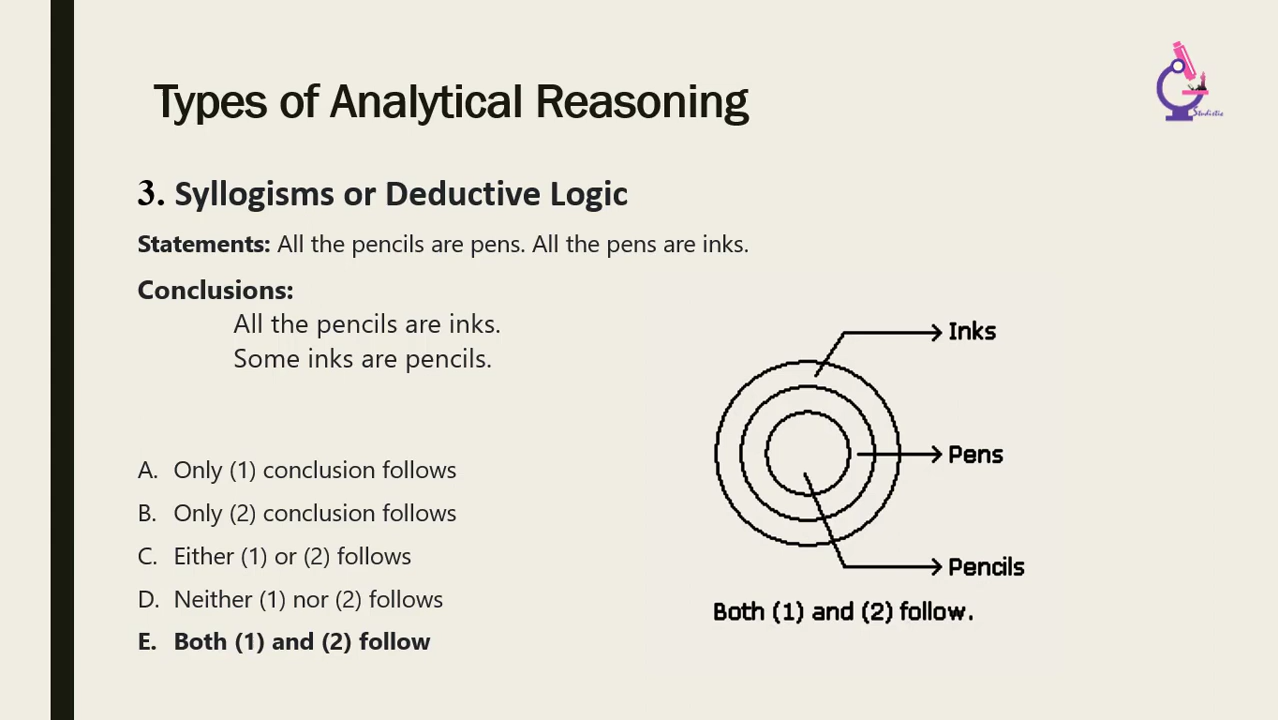 Types of Analytical Reasoning
Studistic
3. Syllogisms or Deductive Logic
Statements: All the pencils are pens. All the pens are inks.
Conclusions:
All the pencils are inks.
Some inks are pencils.
A. Only (1) conclusion follows
B. Only (2) conclusion follows
C. Either (1) or (2) follows
D. Neither (1) nor (2) follows
E. Both (1) and (2) follow
Inks
Pens
Pencils
Both (1) and (2) follow.